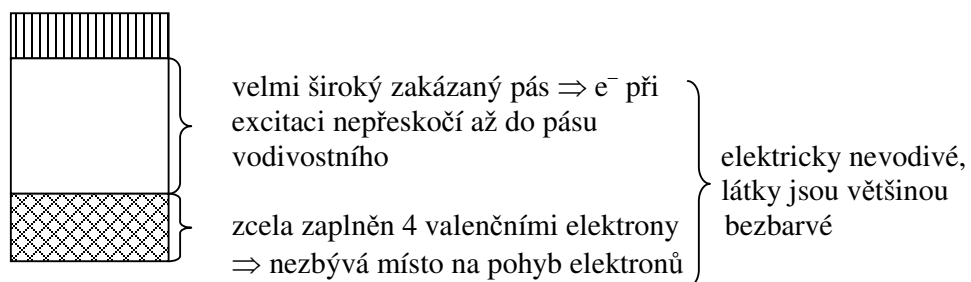 velmi široký zakázaný pás ⇒ e⁻ při
excitaci nepřeskočí až do pásu
vodivostního
zcela zaplněn 4 valenčními elektrony
⇒ nezbývá místo na pohyb elektronů
elektricky nevodivé,
látky jsou většinou
bezbarvé